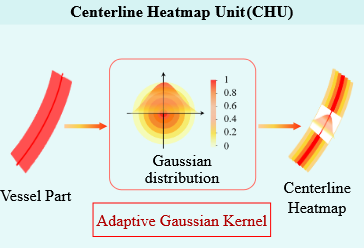 Centerline Heatmap Unit(CHU)
1
0.8
0.6
0.4
0.2
0
Gaussian
distribution
Vessel Part
Centerline
Heatmap
Adaptive Gaussian Kernel